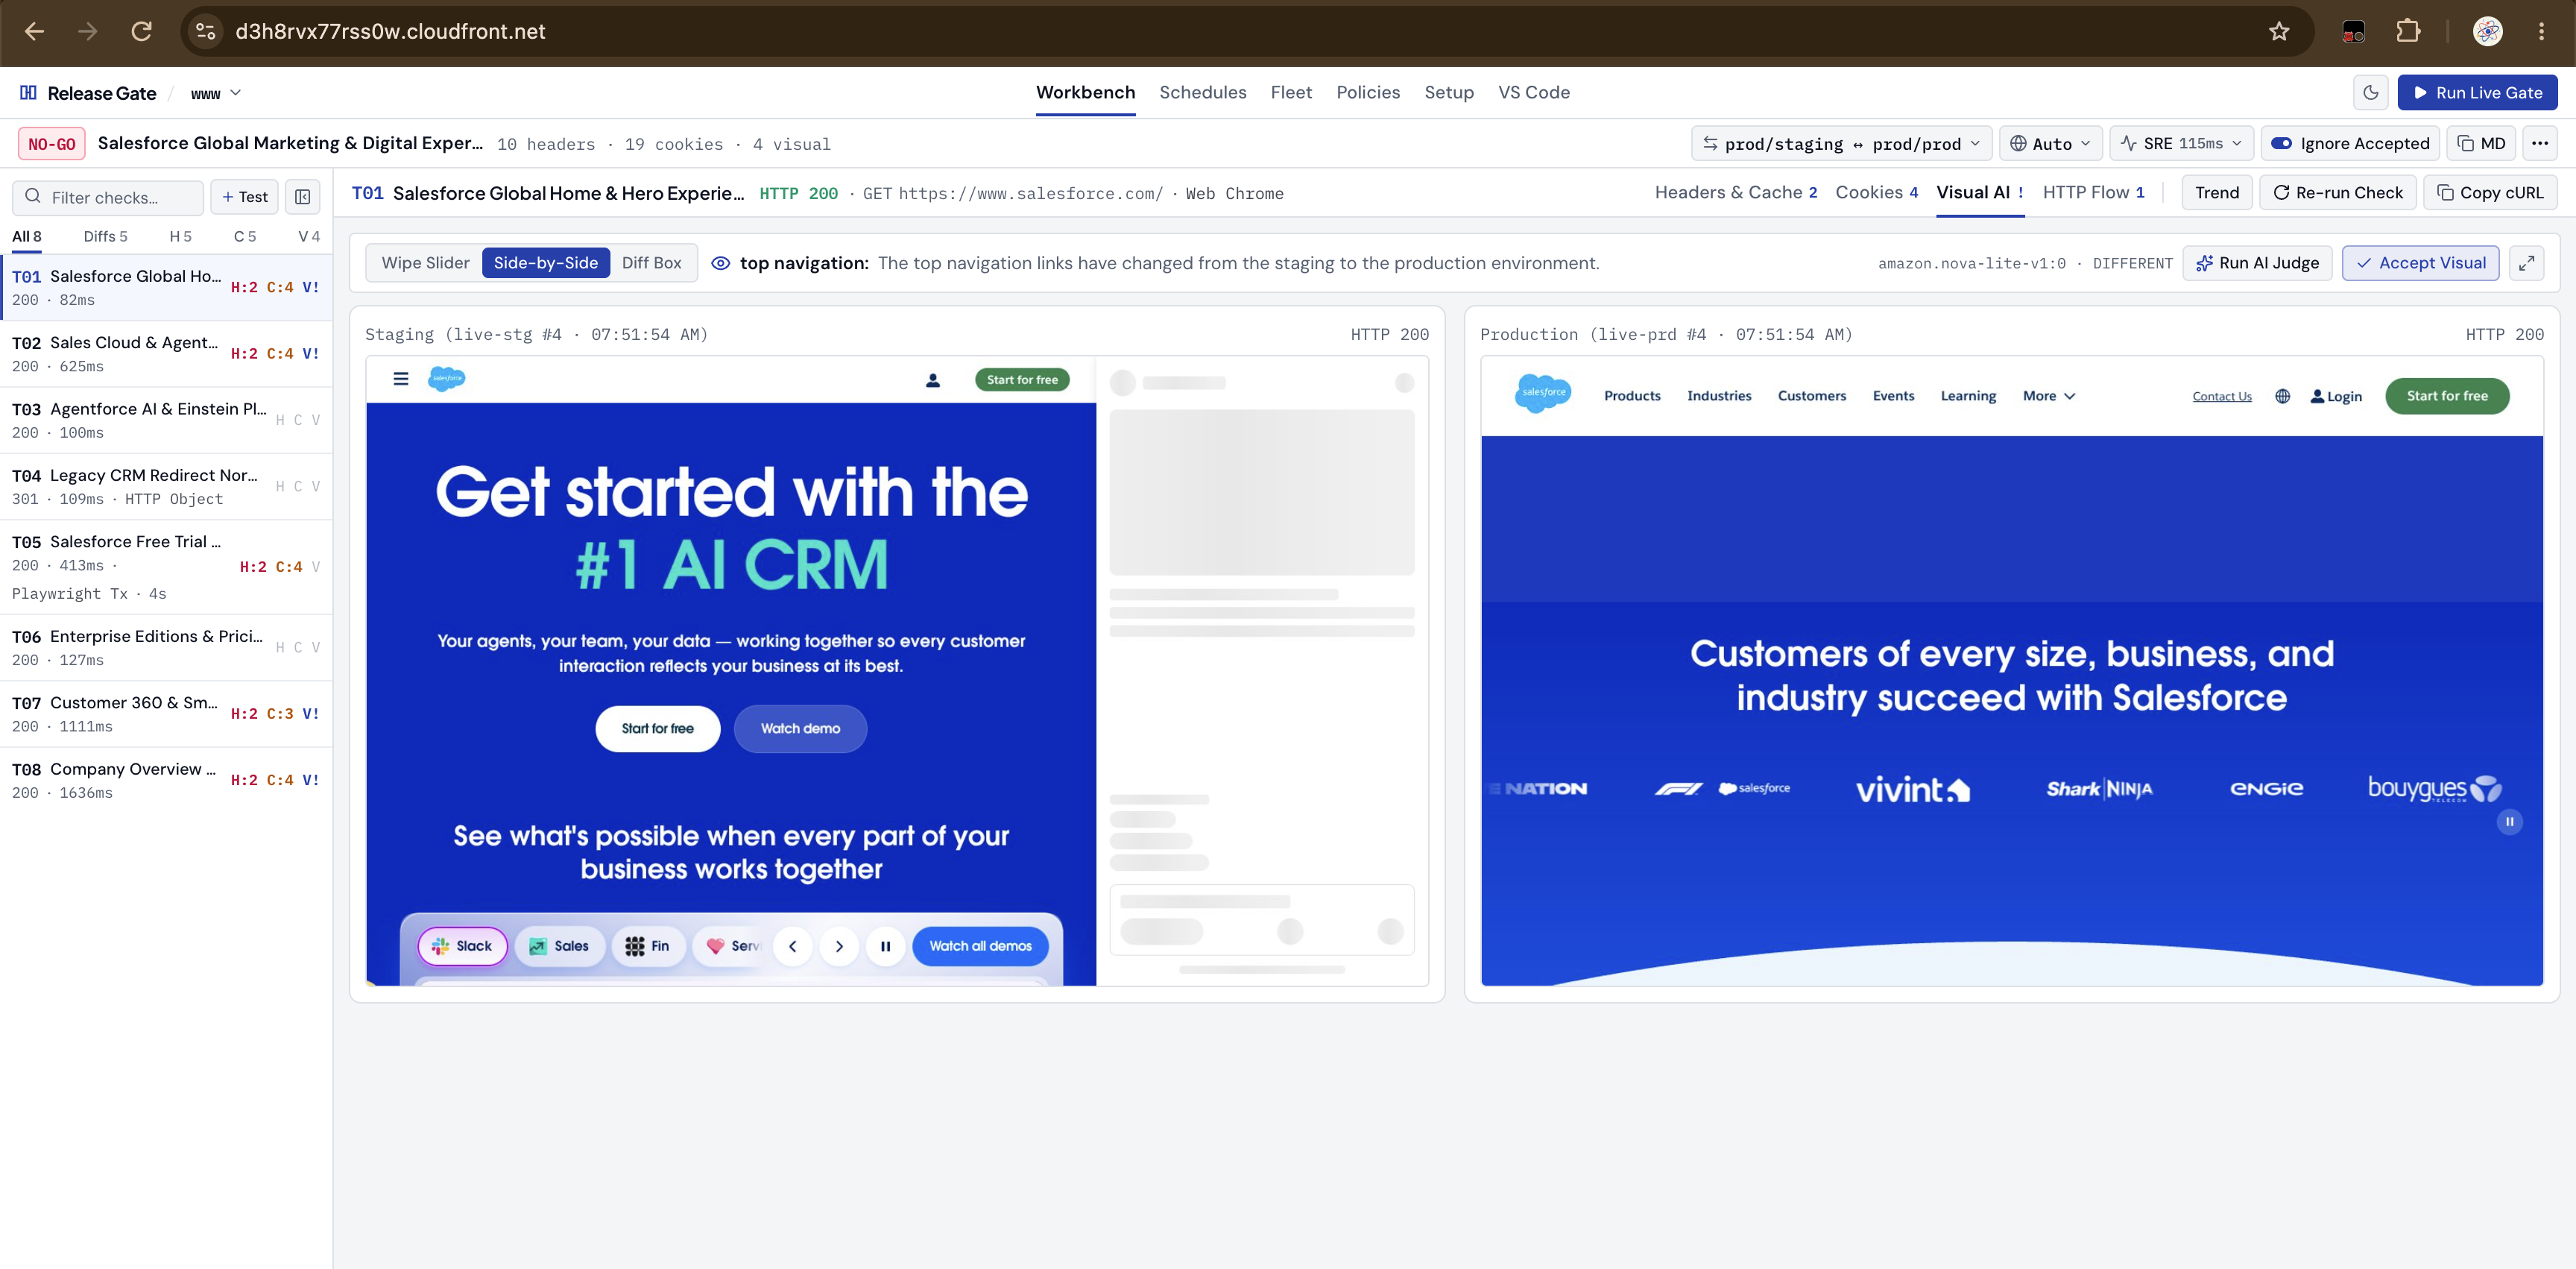 d3h8rvx77rss0w.cloudfront.net
Release Gate / www
Workbench Schedules Fleet Policies Setup VS Code
Run Live Gate
NO-GO Salesforce Global Marketing & Digital Exper... 10 headers · 19 cookies · 4 visual
prod/staging ↔ prod/prod Auto SRE 115ms Ignore Accepted MD ...
Filter checks... + Test
All 8 Diffs 5 H 5 C 5 V 4
T01 Salesforce Global Ho... H:2 C:4 V!
200 · 82ms
T02 Sales Cloud & Agent... H:2 C:4 V!
200 · 625ms
T03 Agentforce AI & Einstein Pl... H C V
200 · 100ms
T04 Legacy CRM Redirect Nor... H C V
301 · 109ms · HTTP Object
T05 Salesforce Free Trial ...
200 · 413ms · H:2 C:4 V
Playwright Tx · 4s
T06 Enterprise Editions & Prici... H C V
200 · 127ms
T07 Customer 360 & Sm... H:2 C:3 V!
200 · 1111ms
T08 Company Overview ... H:2 C:4 V!
200 · 1636ms
T01 Salesforce Global Home & Hero Experie... HTTP 200 · GET https://www.salesforce.com/ · Web Chrome
Headers & Cache 2 Cookies 4 Visual AI ! HTTP Flow 1 Trend Re-run Check Copy cURL
Wipe Slider Side-by-Side Diff Box top navigation: The top navigation links have changed from the staging to the production environment.
amazon.nova-lite-v1:0 · DIFFERENT Run AI Judge Accept Visual
Staging (live-stg #4 · 07:51:54 AM) HTTP 200
salesforce Start for free
Get started with the
#1 AI CRM
Your agents, your team, your data — working together so every customer
interaction reflects your business at its best.
Start for free Watch demo
See what's possible when every part of your
business works together
Slack Sales Fin Serv Watch all demos
Production (live-prd #4 · 07:51:54 AM) HTTP 200
salesforce Products Industries Customers Events Learning More Contact Us Login Start for free
Customers of every size, business, and
industry succeed with Salesforce
E NATION salesforce vivint Shark NINJA ENGIE bouygues
TELECOM